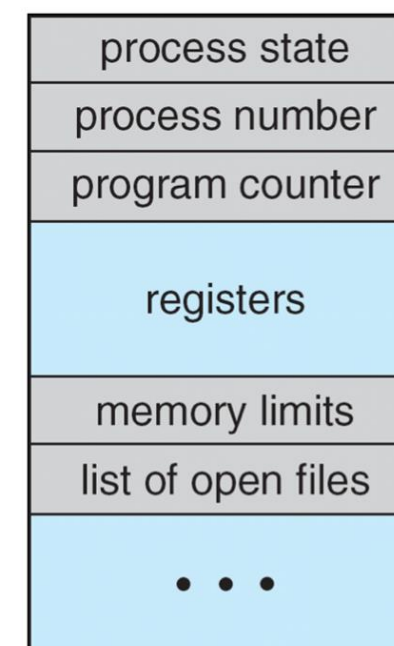 process state
process number
program counter
registers
memory limits
list of open files
• • •